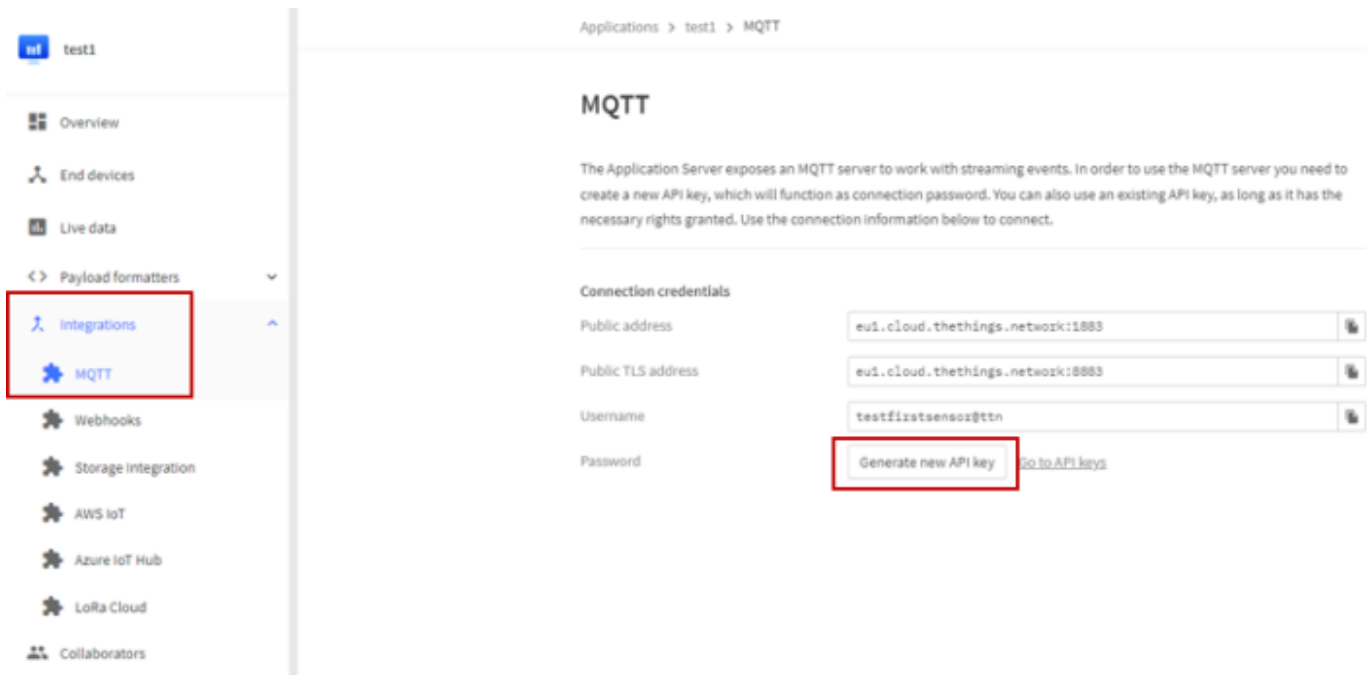 test1
Overview
End devices
Live data
Payload formatters
Integrations
MQTT
Webhooks
Storage Integration
AWS IoT
Azure IoT Hub
LoRa Cloud
Collaborators
Applications > test1 > MQTT
MQTT
The Application Server exposes an MQTT server to work with streaming events. In order to use the MQTT server you need to
create a new API key, which will function as connection password. You can also use an existing API key, as long as it has the
necessary rights granted. Use the connection information below to connect.
Connection credentials
Public address eu1.cloud.thethings.network:1883
Public TLS address eu1.cloud.thethings.network:8883
Username testfirstsensor@ttn
Password Generate new API key Go to API keys